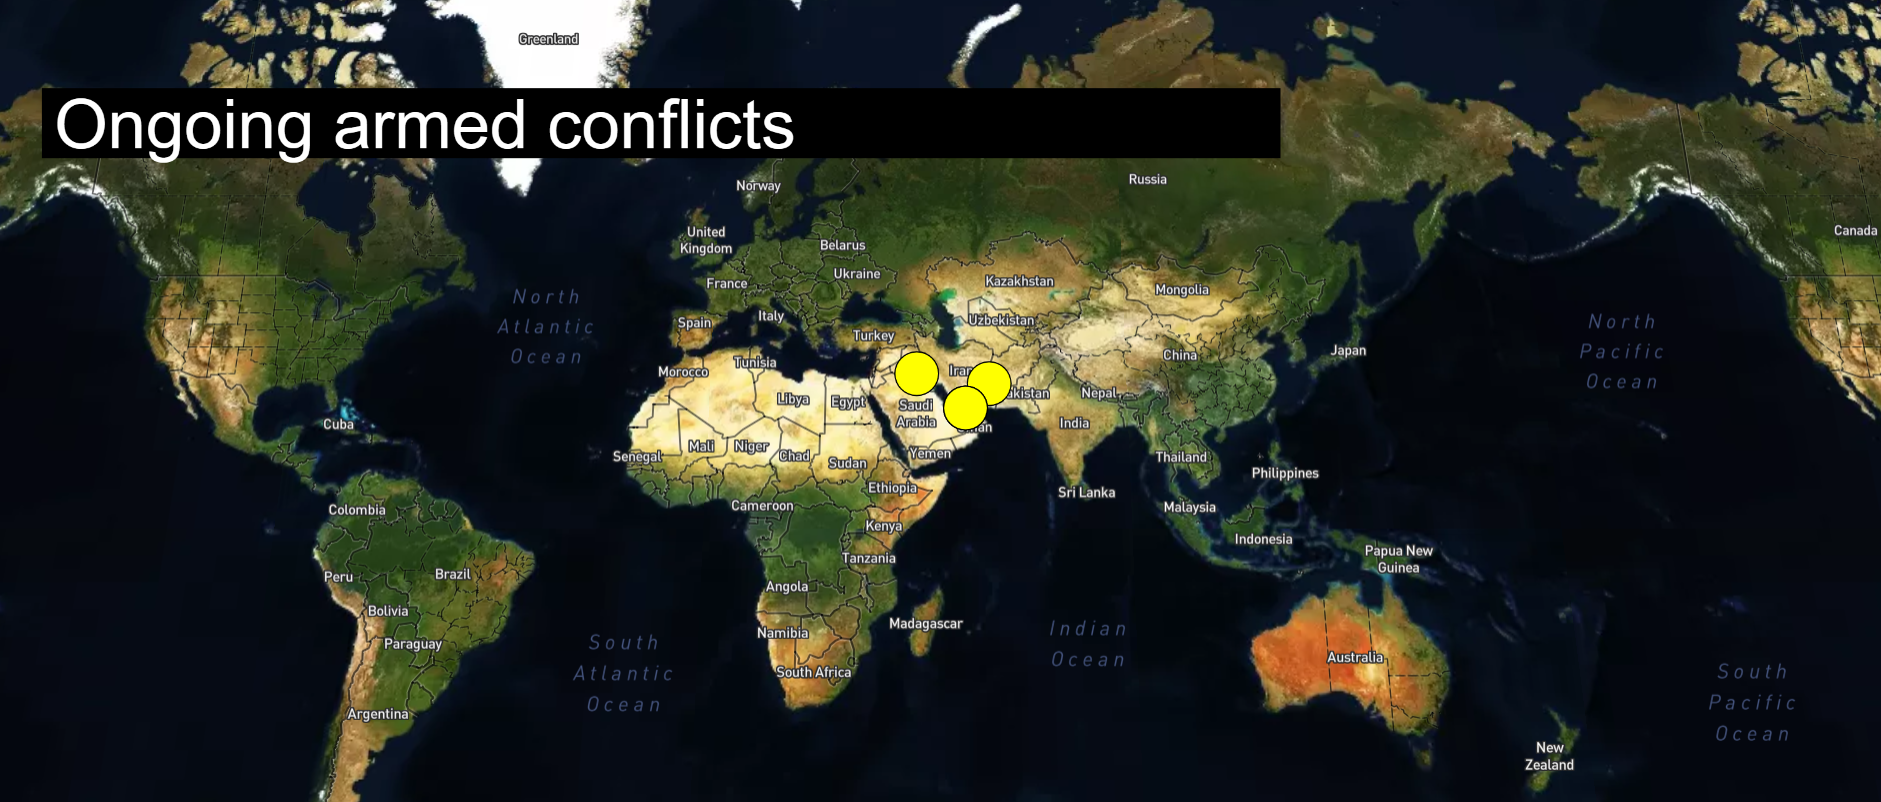 Greenland
Ongoing armed conflicts
Norway
Russia
United
Kingdom
Canada
Belarus
Ukraine
France
Kazakhstan
Mongolia
North
Atlantic
Ocean
Spain
Italy
Uzbekistan
Turkey
North
Pacific
Ocean
Japan
China
Morocco
Tunisia
Iran
Nepal
Libya
Egypt
Saudi
Arabia
Cuba
India
Mali
Niger
Chad
Sudan
Yemen
Senegal
Thailand
Philippines
Ethiopia
Sri Lanka
Colombia
Cameroon
Malaysia
Kenya
Indonesia
Tanzania
Papua New
Guinea
Peru
Brazil
Angola
Bolivia
Madagascar
Namibia
Paraguay
South
Atlantic
Ocean
Indian
Ocean
South Africa
Australia
South
Pacific
Ocean
Argentina
New
Zealand